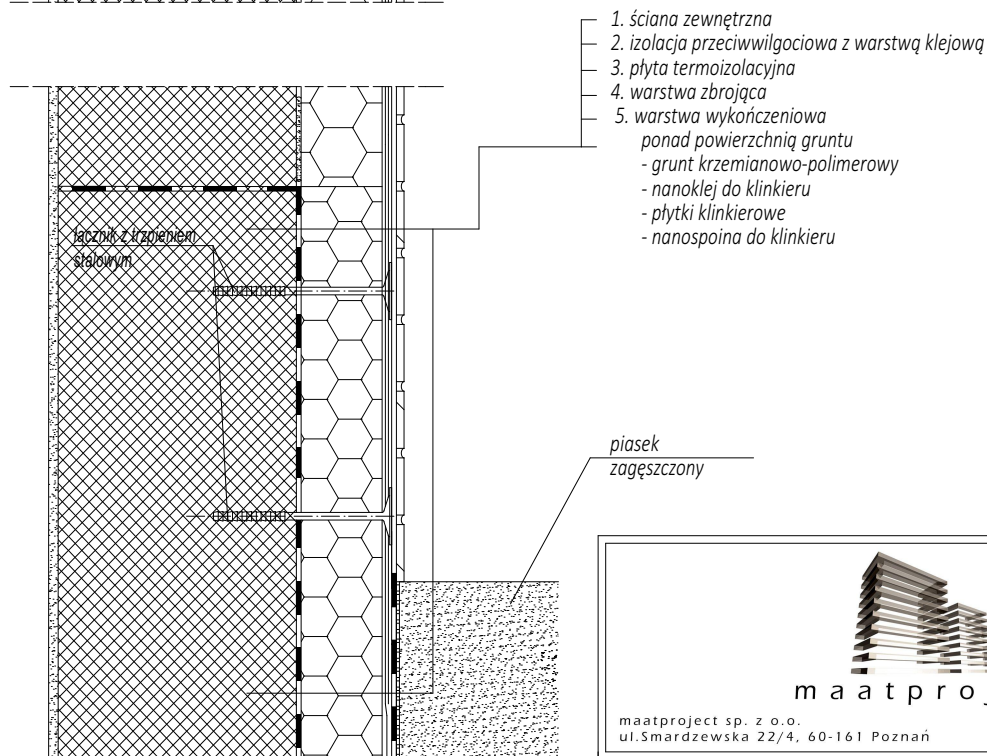 1. ściana zewnętrzna
2. izolacja przeciwwilgociowa z warstwą klejową
3. płyta termoizolacyjna
4. warstwa zbrojąca
5. warstwa wykończeniowa
ponad powierzchnią gruntu
- grunt krzemianowo-polimerowy
- nanoklej do klinkieru
- płytki klinkierowe
- nanospoina do klinkieru
łącznik z trzpieniem
stalowym
piasek
zagęszczony
maatproj
maatproject sp. z o.o.
ul.Smardzewska 22/4, 60-161 Poznań